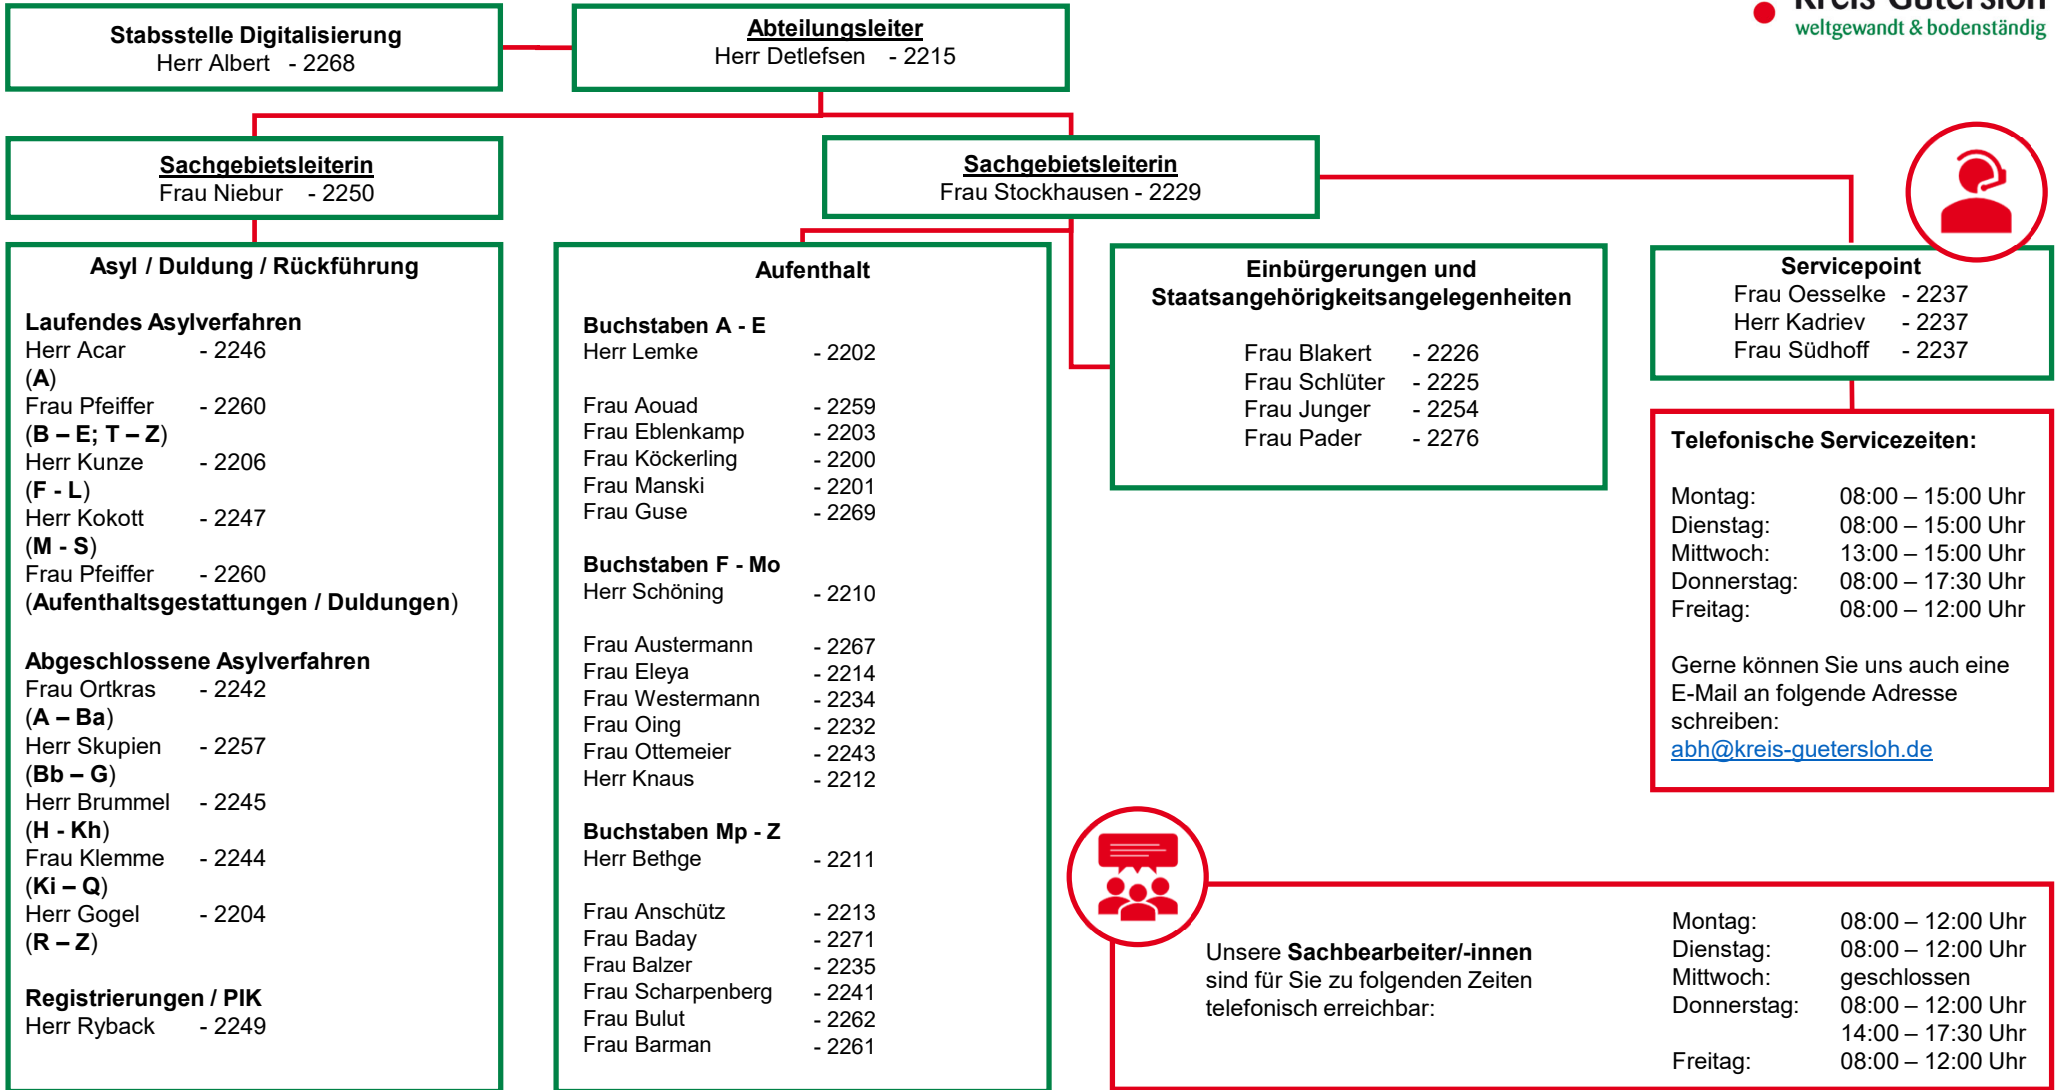 Kreis Gütersloh
weltgewandt & bodenständig
Stabsstelle Digitalisierung
Herr Albert - 2268
Abteilungsleiter
Herr Detlefsen - 2215
Sachgebietsleiterin
Frau Niebur - 2250
Sachgebietsleiterin
Frau Stockhausen - 2229
Asyl / Duldung / Rückführung
Laufendes Asylverfahren
Herr Acar - 2246
(A)
Frau Pfeiffer - 2260
(B – E; T – Z)
Herr Kunze - 2206
(F - L)
Herr Kokott - 2247
(M - S)
Frau Pfeiffer - 2260
(Aufenthaltsgestattungen / Duldungen)
Abgeschlossene Asylverfahren
Frau Ortkras - 2242
(A – Ba)
Herr Skupien - 2257
(Bb – G)
Herr Brummel - 2245
(H - Kh)
Frau Klemme - 2244
(Ki – Q)
Herr Gogel - 2204
(R – Z)
Registrierungen / PIK
Herr Ryback - 2249
Aufenthalt
Buchstaben A - E
Herr Lemke - 2202
Frau Aouad - 2259
Frau Eblenkamp - 2203
Frau Köckerling - 2200
Frau Manski - 2201
Frau Guse - 2269
Buchstaben F - Mo
Herr Schöning - 2210
Frau Austermann - 2267
Frau Eleya - 2214
Frau Westermann - 2234
Frau Oing - 2232
Frau Ottemeier - 2243
Herr Knaus - 2212
Buchstaben Mp - Z
Herr Bethge - 2211
Frau Anschütz - 2213
Frau Baday - 2271
Frau Balzer - 2235
Frau Scharpenberg - 2241
Frau Bulut - 2262
Frau Barman - 2261
Einbürgerungen und
Staatsangehörigkeitsangelegenheiten
Frau Blakert - 2226
Frau Schlüter - 2225
Frau Junger - 2254
Frau Pader - 2276
Servicepoint
Frau Oesselke - 2237
Herr Kadriev - 2237
Frau Südhoff - 2237
Telefonische Servicezeiten:
Montag: 08:00 – 15:00 Uhr
Dienstag: 08:00 – 15:00 Uhr
Mittwoch: 13:00 – 15:00 Uhr
Donnerstag: 08:00 – 17:30 Uhr
Freitag: 08:00 – 12:00 Uhr
Gerne können Sie uns auch eine
E-Mail an folgende Adresse
schreiben:
abh@kreis-guetersloh.de
Unsere Sachbearbeiter/-innen
sind für Sie zu folgenden Zeiten
telefonisch erreichbar:
Montag: 08:00 – 12:00 Uhr
Dienstag: 08:00 – 12:00 Uhr
Mittwoch: geschlossen
Donnerstag: 08:00 – 12:00 Uhr
14:00 – 17:30 Uhr
Freitag: 08:00 – 12:00 Uhr